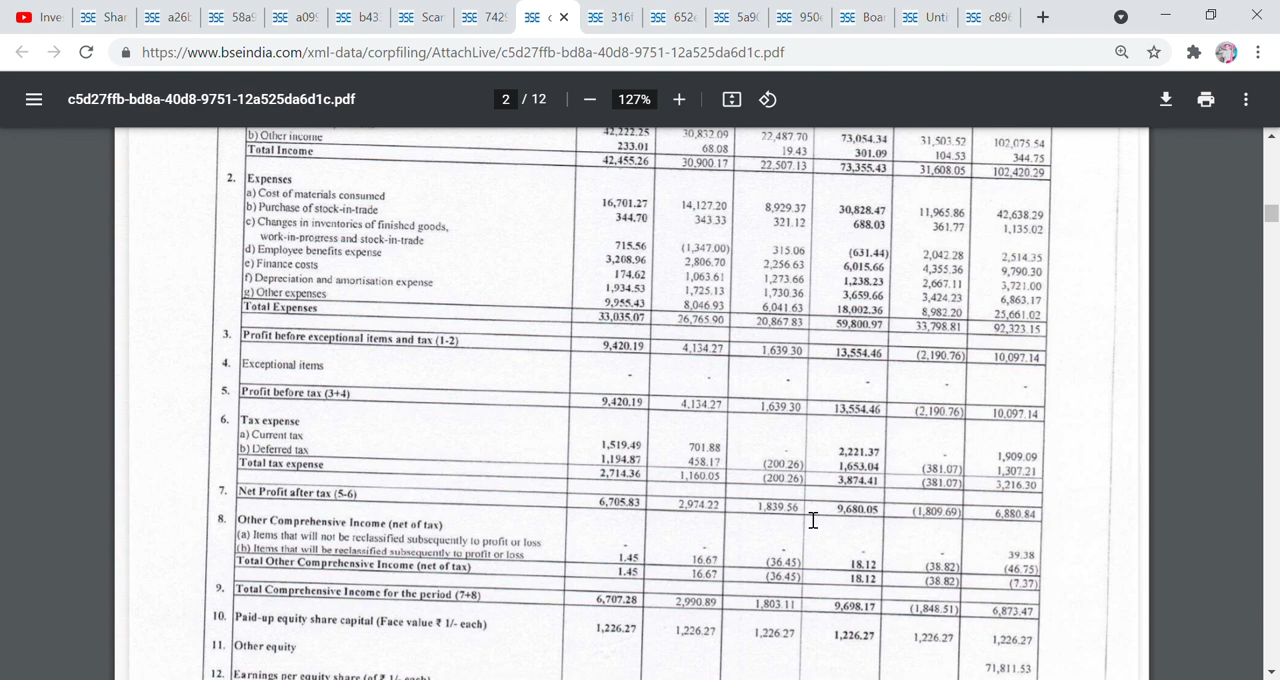 Inve
Shar
a26b
58a9
a099
b43
Scar
742
c
316f
652
5a90
950
Boa
Unti
c896
https://www.bseindia.com/xml-data/corpfiling/AttachLive/c5d27ffb-bd8a-40d8-9751-12a525da6d1c.pdf
c5d27ffb-bd8a-40d8-9751-12a525da6d1c.pdf 2 / 12 127%
b) Other income 42,222.25 30,832.09 22,487.70 73,054.34 31,503.52 102,075.54
Total Income 233.01 68.08 19.43 301.09 104.53 344.75
42,455.26 30,900.17 22,507.13 73,355.43 31,608.05 102,420.29
2. Expenses
a) Cost of materials consumed 16,701.27 14,127.20 8,929.37 30,828.47 11,965.86 42,638.29
b) Purchase of stock-in-trade 344.70 343.33 321.12 688.03 361.77 1,135.02
c) Changes in inventories of finished goods,
work-in-progress and stock-in-trade 715.56 (1,347.00) 315.06 (631.44) 2,042.28 2,514.35
d) Employee benefits expense 3,208.96 2,806.70 2,256.63 6,015.66 4,355.36 9,790.30
e) Finance costs 174.62 1,063.61 1,273.66 1,238.23 2,667.11 3,721.00
f) Depreciation and amortisation expense 1,934.53 1,725.13 1,730.36 3,659.66 3,424.23 6,863.17
g) Other expenses 9,955.43 8,046.93 6,041.63 18,002.36 8,982.20 25,661.02
Total Expenses 33,035.07 26,765.90 20,867.83 59,800.97 33,798.81 92,323.15
3. Profit before exceptional items and tax (1-2) 9,420.19 4,134.27 1,639.30 13,554.46 (2,190.76) 10,097.14
4. Exceptional items - - - - - -
5. Profit before tax (3+4) 9,420.19 4,134.27 1,639.30 13,554.46 (2,190.76) 10,097.14
6. Tax expense
a) Current tax 1,519.49 701.88 - 2,221.37 - 1,909.09
b) Deferred tax 1,194.87 458.17 (200.26) 1,653.04 (381.07) 1,307.21
Total tax expense 2,714.36 1,160.05 (200.26) 3,874.41 (381.07) 3,216.30
7. Net Profit after tax (5-6) 6,705.83 2,974.22 1,839.56 9,680.05 (1,809.69) 6,880.84
8. Other Comprehensive Income (net of tax)
(a) Items that will not be reclassified subsequently to profit or loss - - - - - 39.38
(b) Items that will be reclassified subsequently to profit or loss 1.45 16.67 (36.45) 18.12 (38.82) (46.75)
Total Other Comprehensive Income (net of tax) 1.45 16.67 (36.45) 18.12 (38.82) (7.37)
9. Total Comprehensive Income for the period (7+8) 6,707.28 2,990.89 1,803.11 9,698.17 (1,848.51) 6,873.47
10. Paid-up equity share capital (Face value ₹ 1/- each) 1,226.27 1,226.27 1,226.27 1,226.27 1,226.27 1,226.27
11. Other equity 71,811.53
12. Earnings per equity share (of ₹ 1/- each)